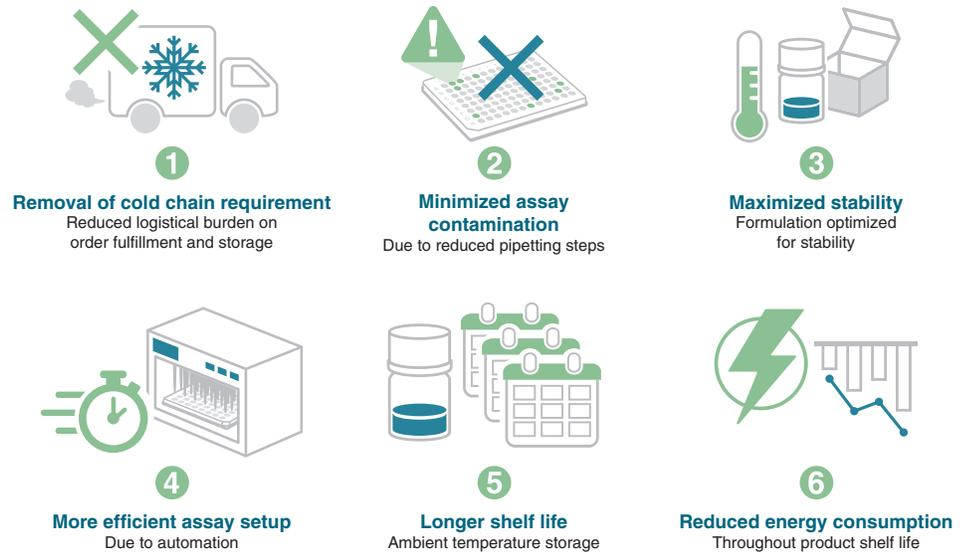 !
1
Removal of cold chain requirement
Reduced logistical burden on
order fulfillment and storage
2
Minimized assay
contamination
Due to reduced pipetting steps
3
Maximized stability
Formulation optimized
for stability
4
More efficient assay setup
Due to automation
5
Longer shelf life
Ambient temperature storage
6
Reduced energy consumption
Throughout product shelf life